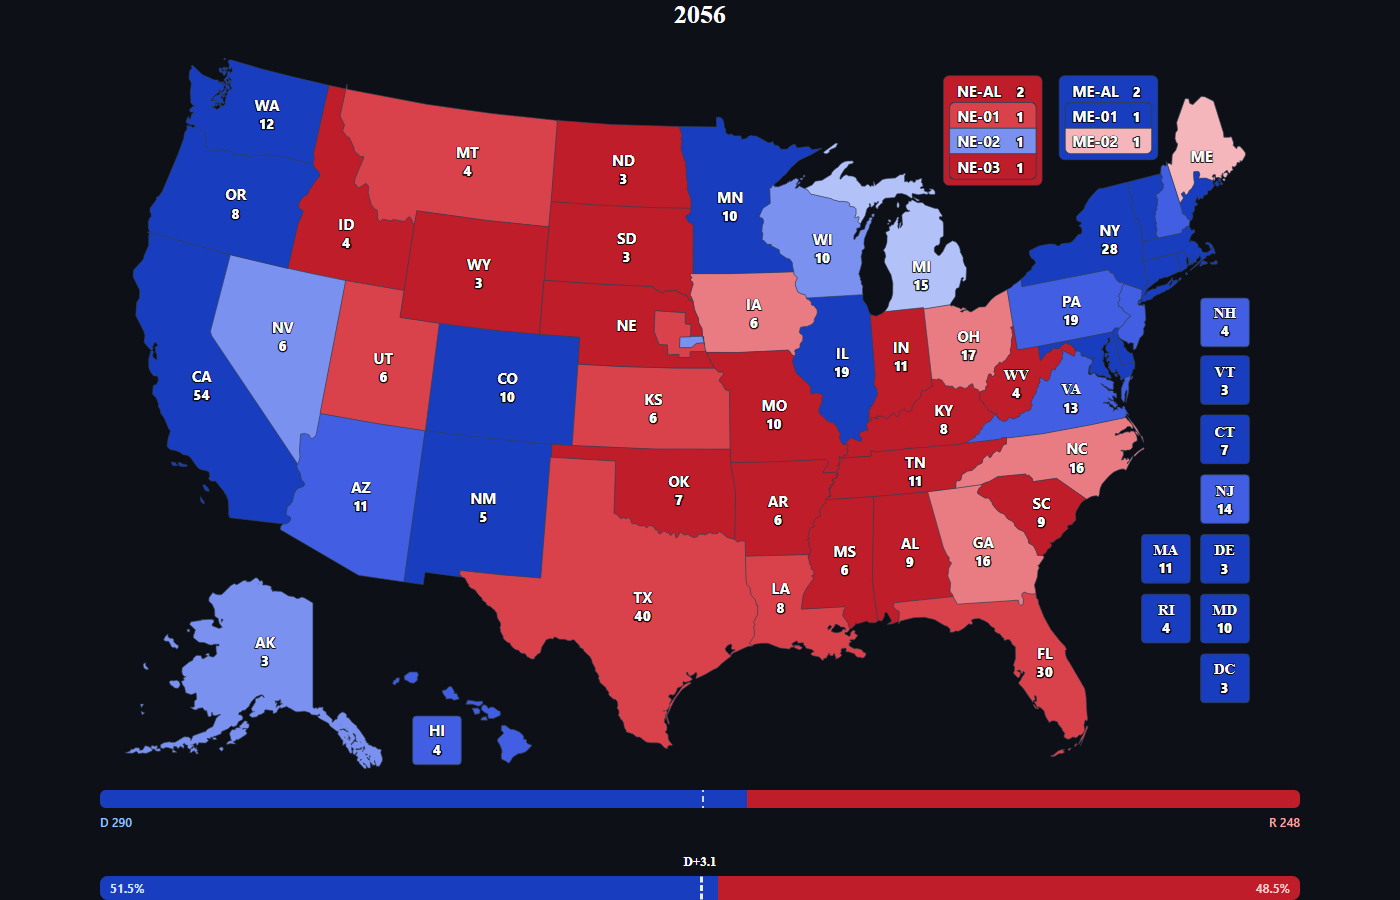 2056
WA
12
OR
8
CA
54
NV
6
ID
4
MT
4
WY
3
UT
6
AZ
11
CO
10
NM
5
ND
3
SD
3
NE
KS
6
OK
7
TX
40
MN
10
IA
6
MO
10
AR
6
LA
8
WI
10
IL
19
MI
15
IN
11
OH
17
KY
8
TN
11
MS
6
AL
9
GA
16
FL
30
SC
9
NC
16
VA
13
WV
4
PA
19
NY
28
ME
AK
3
HI
4
NE-AL 2
NE-01 1
NE-02 1
NE-03 1
ME-AL 2
ME-01 1
ME-02 1
NH
4
VT
3
CT
7
NJ
14
MA
11
DE
3
RI
4
MD
10
DC
3
D 290
R 248
D+3.1
51.5%
48.5%